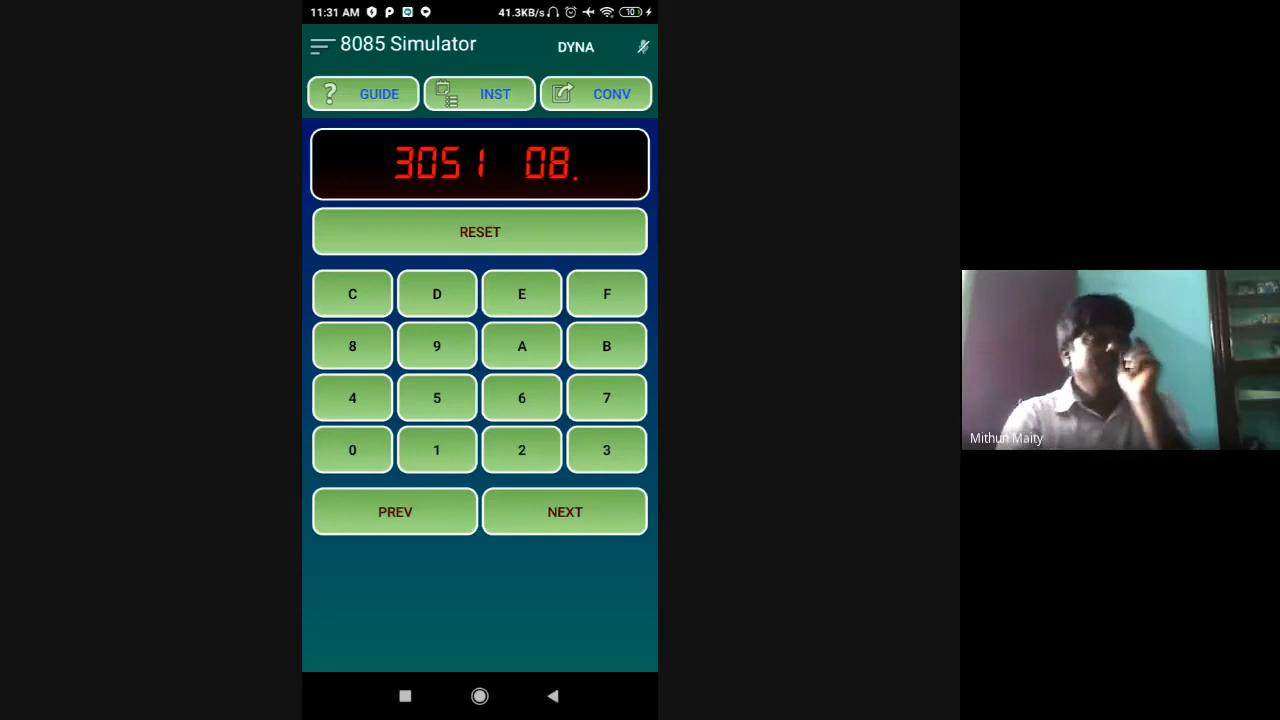 11:31 AM 41.3KB/s 10
8085 Simulator DYNA
? GUIDE INST CONV
3051 08.
RESET
C D E F
8 9 A B
4 5 6 7
0 1 2 3
PREV NEXT
Mithun Maity